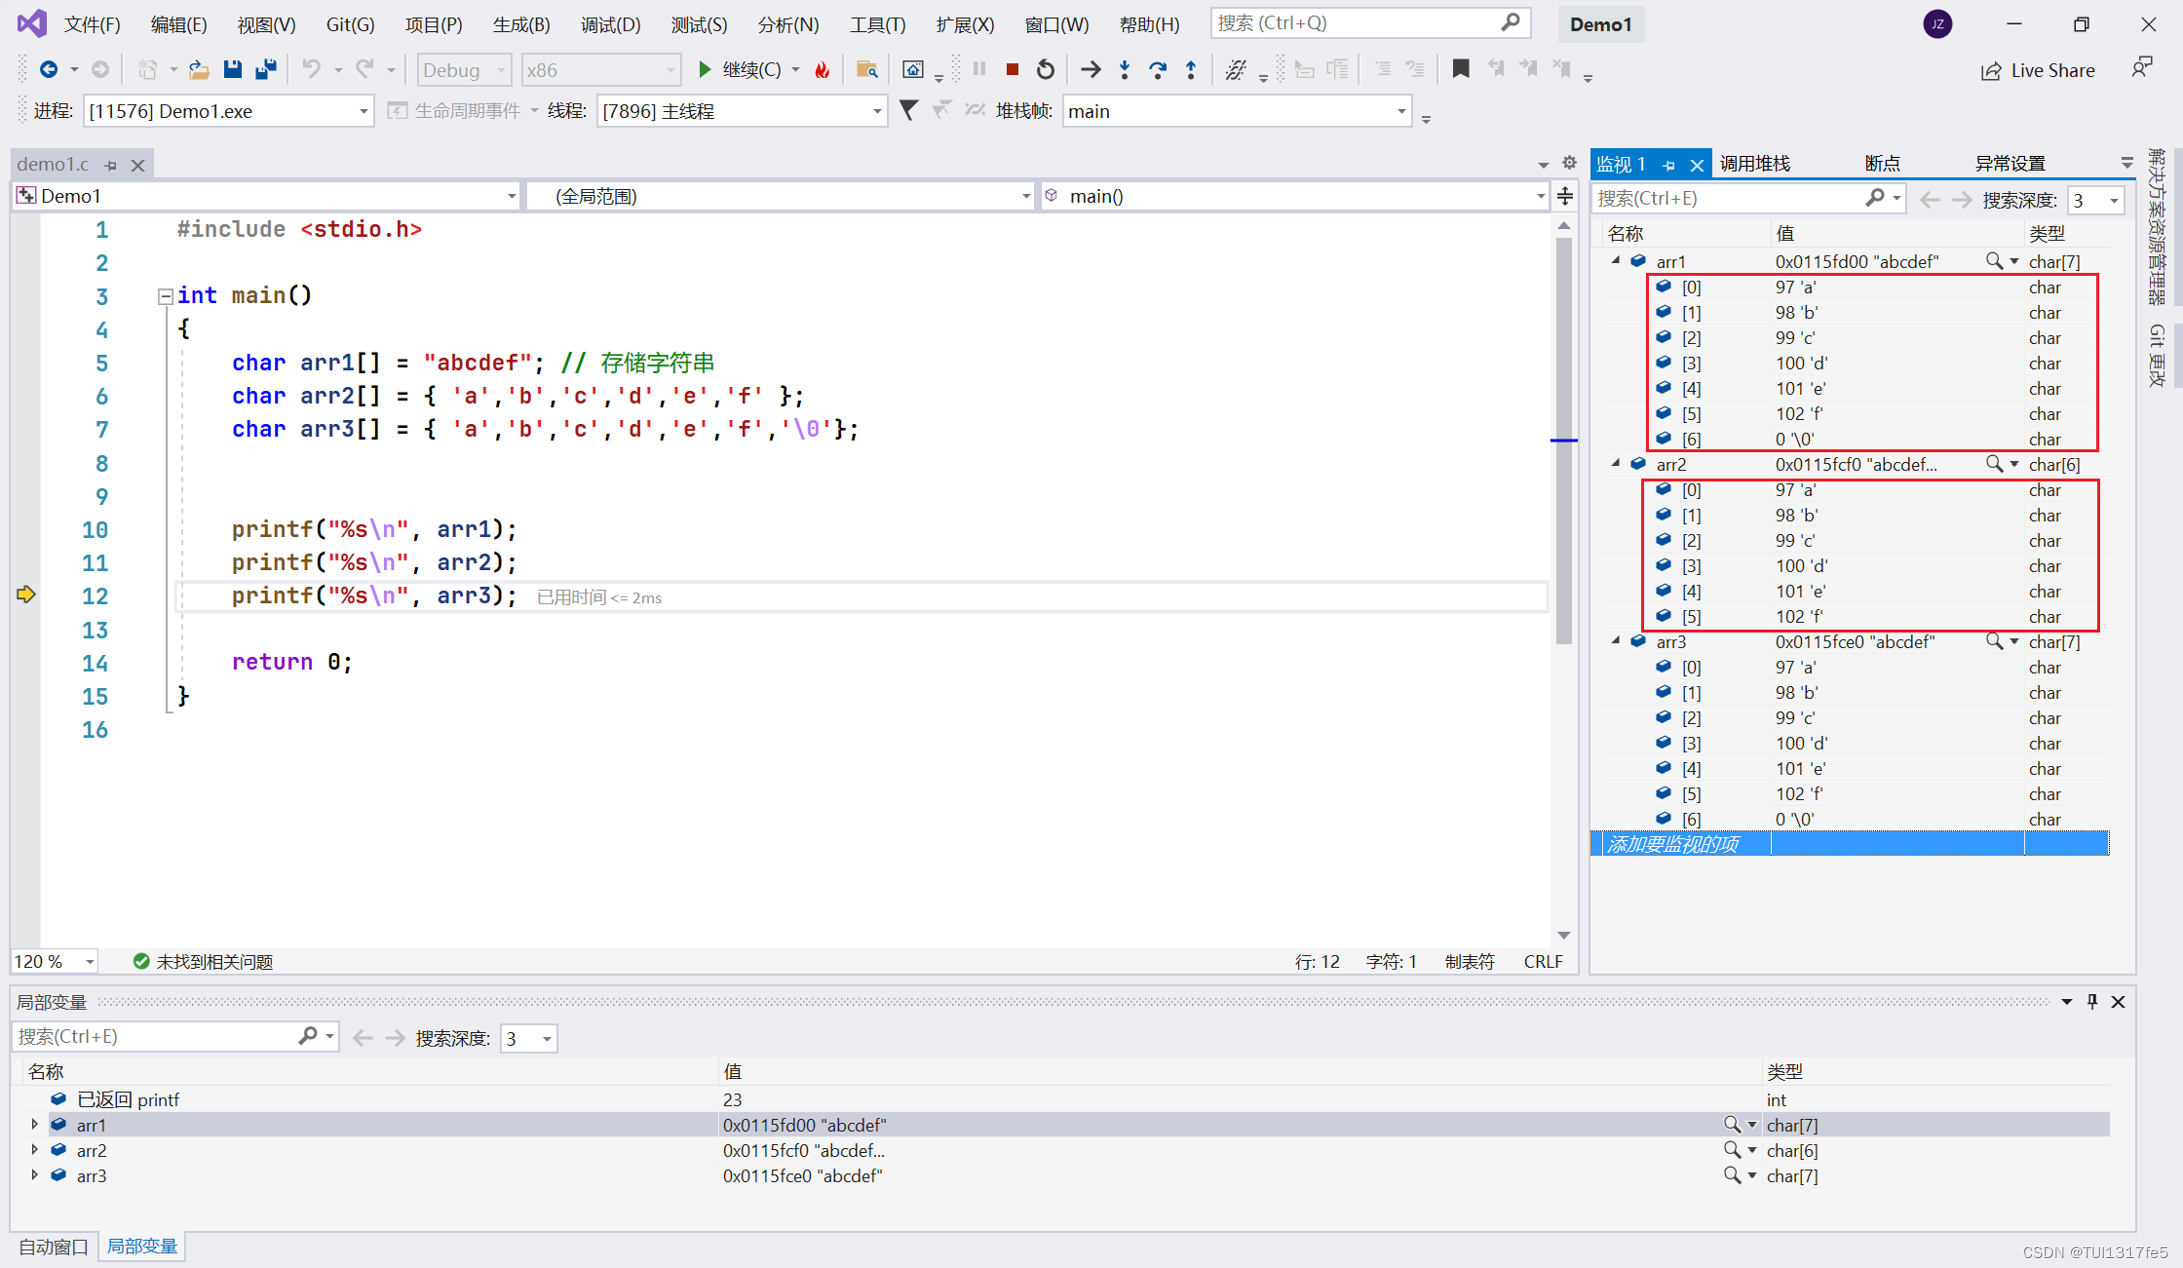 文件(F) 编辑(E) 视图(V) Git(G) 项目(P) 生成(B) 调试(D) 测试(S) 分析(N) 工具(T) 扩展(X) 窗口(W) 帮助(H) 搜索 (Ctrl+Q) Demo1 JZ
Debug x86 继续(C) Live Share
进程: [11576] Demo1.exe 生命周期事件 线程: [7896] 主线程 堆栈帧: main
demo1.c
Demo1 (全局范围) main()
1 #include <stdio.h>
2
3 int main()
4 {
5 char arr1[] = "abcdef"; // 存储字符串
6 char arr2[] = { 'a','b','c','d','e','f' };
7 char arr3[] = { 'a','b','c','d','e','f','\0'};
8
9
10 printf("%s\n", arr1);
11 printf("%s\n", arr2);
12 printf("%s\n", arr3); 已用时间 <= 2ms
13
14 return 0;
15 }
16
120 % 未找到相关问题 行: 12 字符: 1 制表符 CRLF
监视 1 调用堆栈 断点 异常设置
搜索(Ctrl+E) 搜索深度: 3
名称 值 类型
arr1 0x0115fd00 "abcdef" char[7]
[0] 97 'a' char
[1] 98 'b' char
[2] 99 'c' char
[3] 100 'd' char
[4] 101 'e' char
[5] 102 'f' char
[6] 0 '\0' char
arr2 0x0115fcf0 "abcdef... char[6]
[0] 97 'a' char
[1] 98 'b' char
[2] 99 'c' char
[3] 100 'd' char
[4] 101 'e' char
[5] 102 'f' char
arr3 0x0115fce0 "abcdef" char[7]
[0] 97 'a' char
[1] 98 'b' char
[2] 99 'c' char
[3] 100 'd' char
[4] 101 'e' char
[5] 102 'f' char
[6] 0 '\0' char
添加要监视的项
解决方案资源管理器
Git 更改
局部变量
搜索(Ctrl+E) 搜索深度: 3
名称 值 类型
已返回 printf 23 int
arr1 0x0115fd00 "abcdef" char[7]
arr2 0x0115fcf0 "abcdef... char[6]
arr3 0x0115fce0 "abcdef" char[7]
自动窗口 局部变量
CSDN @TUI1317fe5